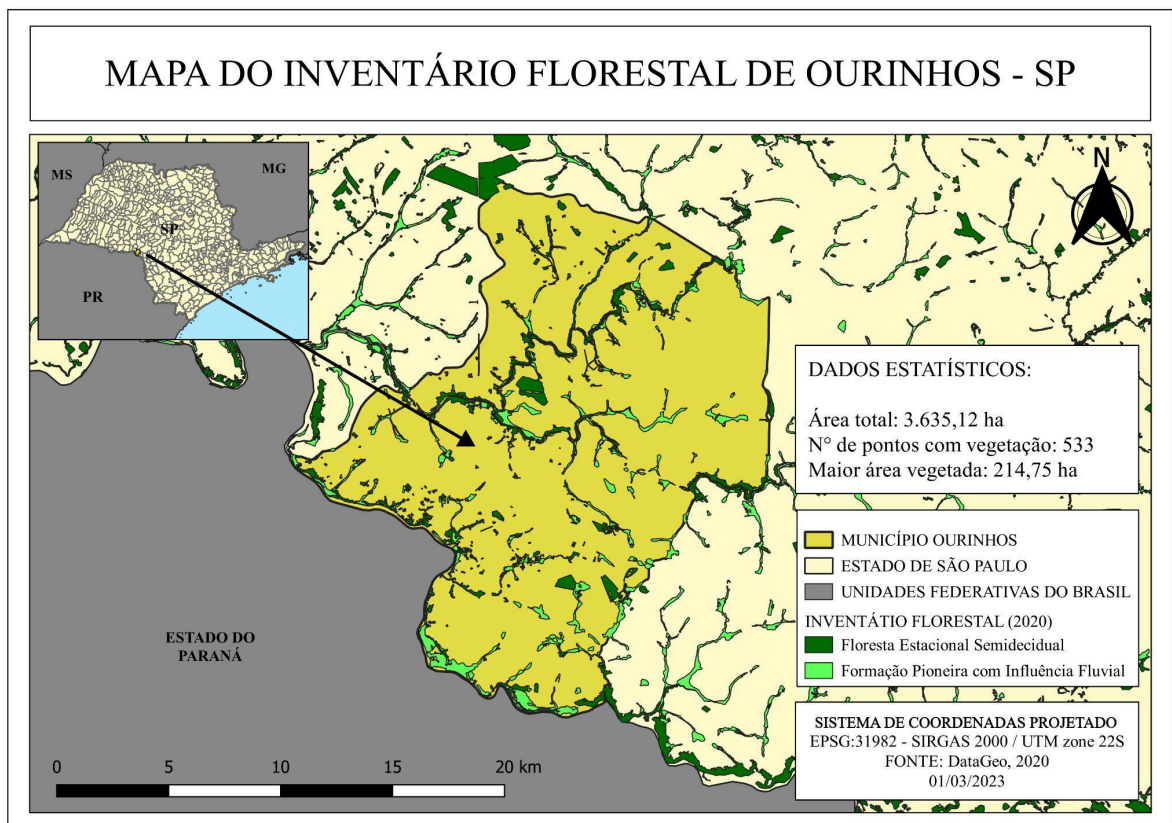 MAPA DO INVENTÁRIO FLORESTAL DE OURINHOS - SP
MS
MG
SP
PR
N
ESTADO DO
PARANÁ
DADOS ESTATÍSTICOS:
Área total: 3.635,12 ha
N° de pontos com vegetação: 533
Maior área vegetada: 214,75 ha
MUNICÍPIO OURINHOS
ESTADO DE SÃO PAULO
UNIDADES FEDERATIVAS DO BRASIL
INVENTÁTIO FLORESTAL (2020)
Floresta Estacional Semidecidual
Formação Pioneira com Influência Fluvial
SISTEMA DE COORDENADAS PROJETADO
EPSG:31982 - SIRGAS 2000 / UTM zone 22S
FONTE: DataGeo, 2020
01/03/2023
0 5 10 15 20 km